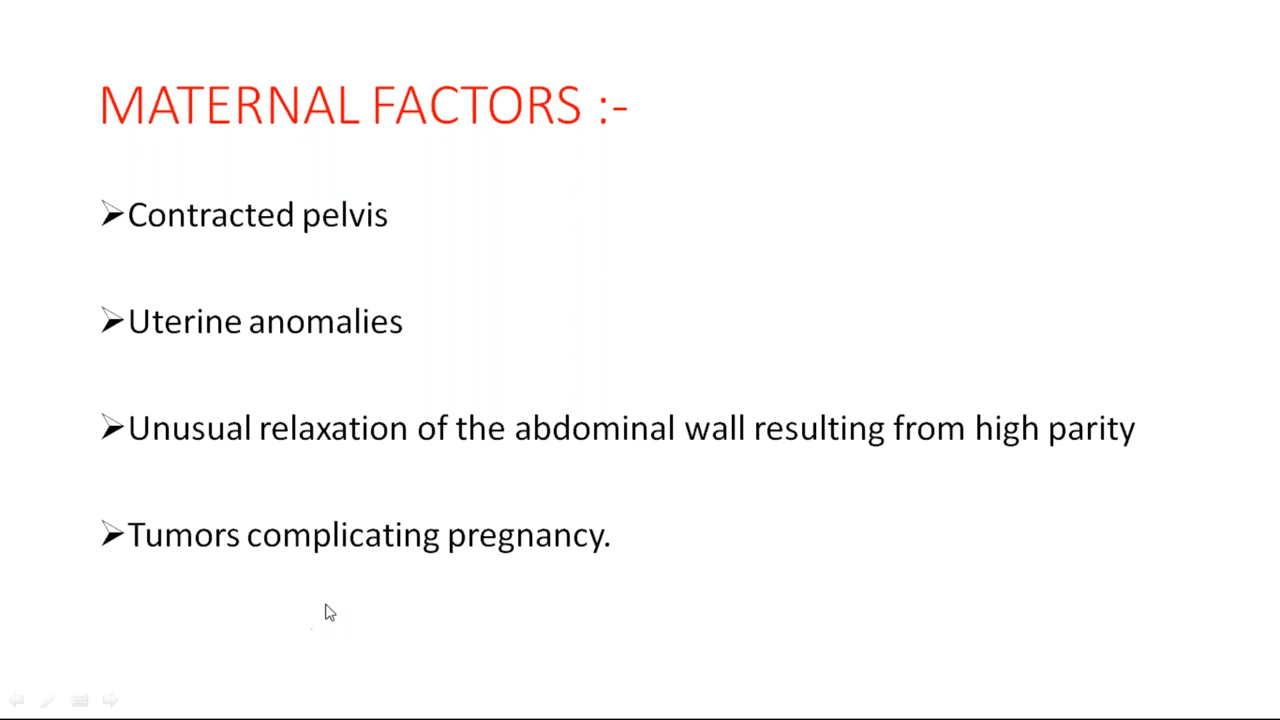 MATERNAL FACTORS :-
➢Contracted pelvis
➢Uterine anomalies
➢Unusual relaxation of the abdominal wall resulting from high parity
➢Tumors complicating pregnancy.